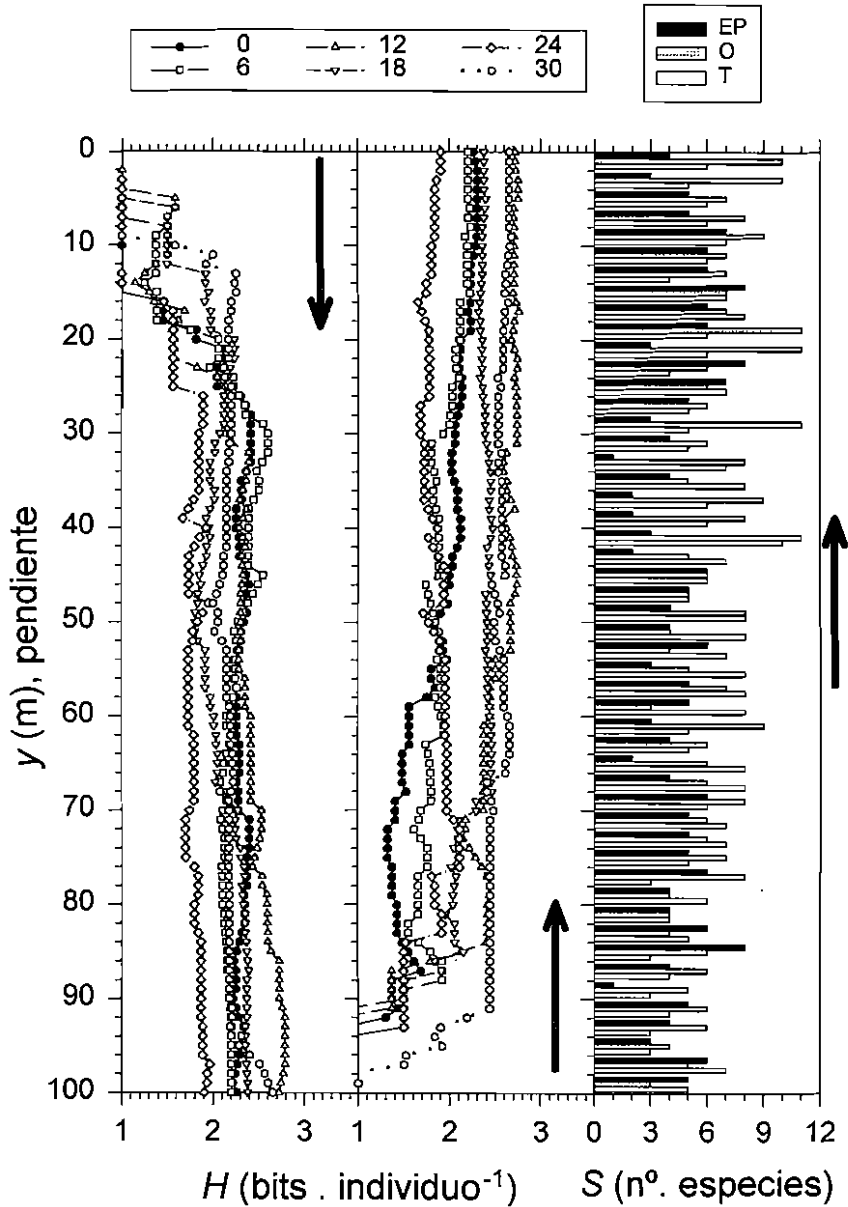 0 12 24
6 18 30
EP
O
T
0
10
20
30
40
50
60
70
80
90
100
y (m), pendiente
1 2 3 1 2 3 0 3 6 9 12
H (bits . individuo⁻¹) S (nº. especies)